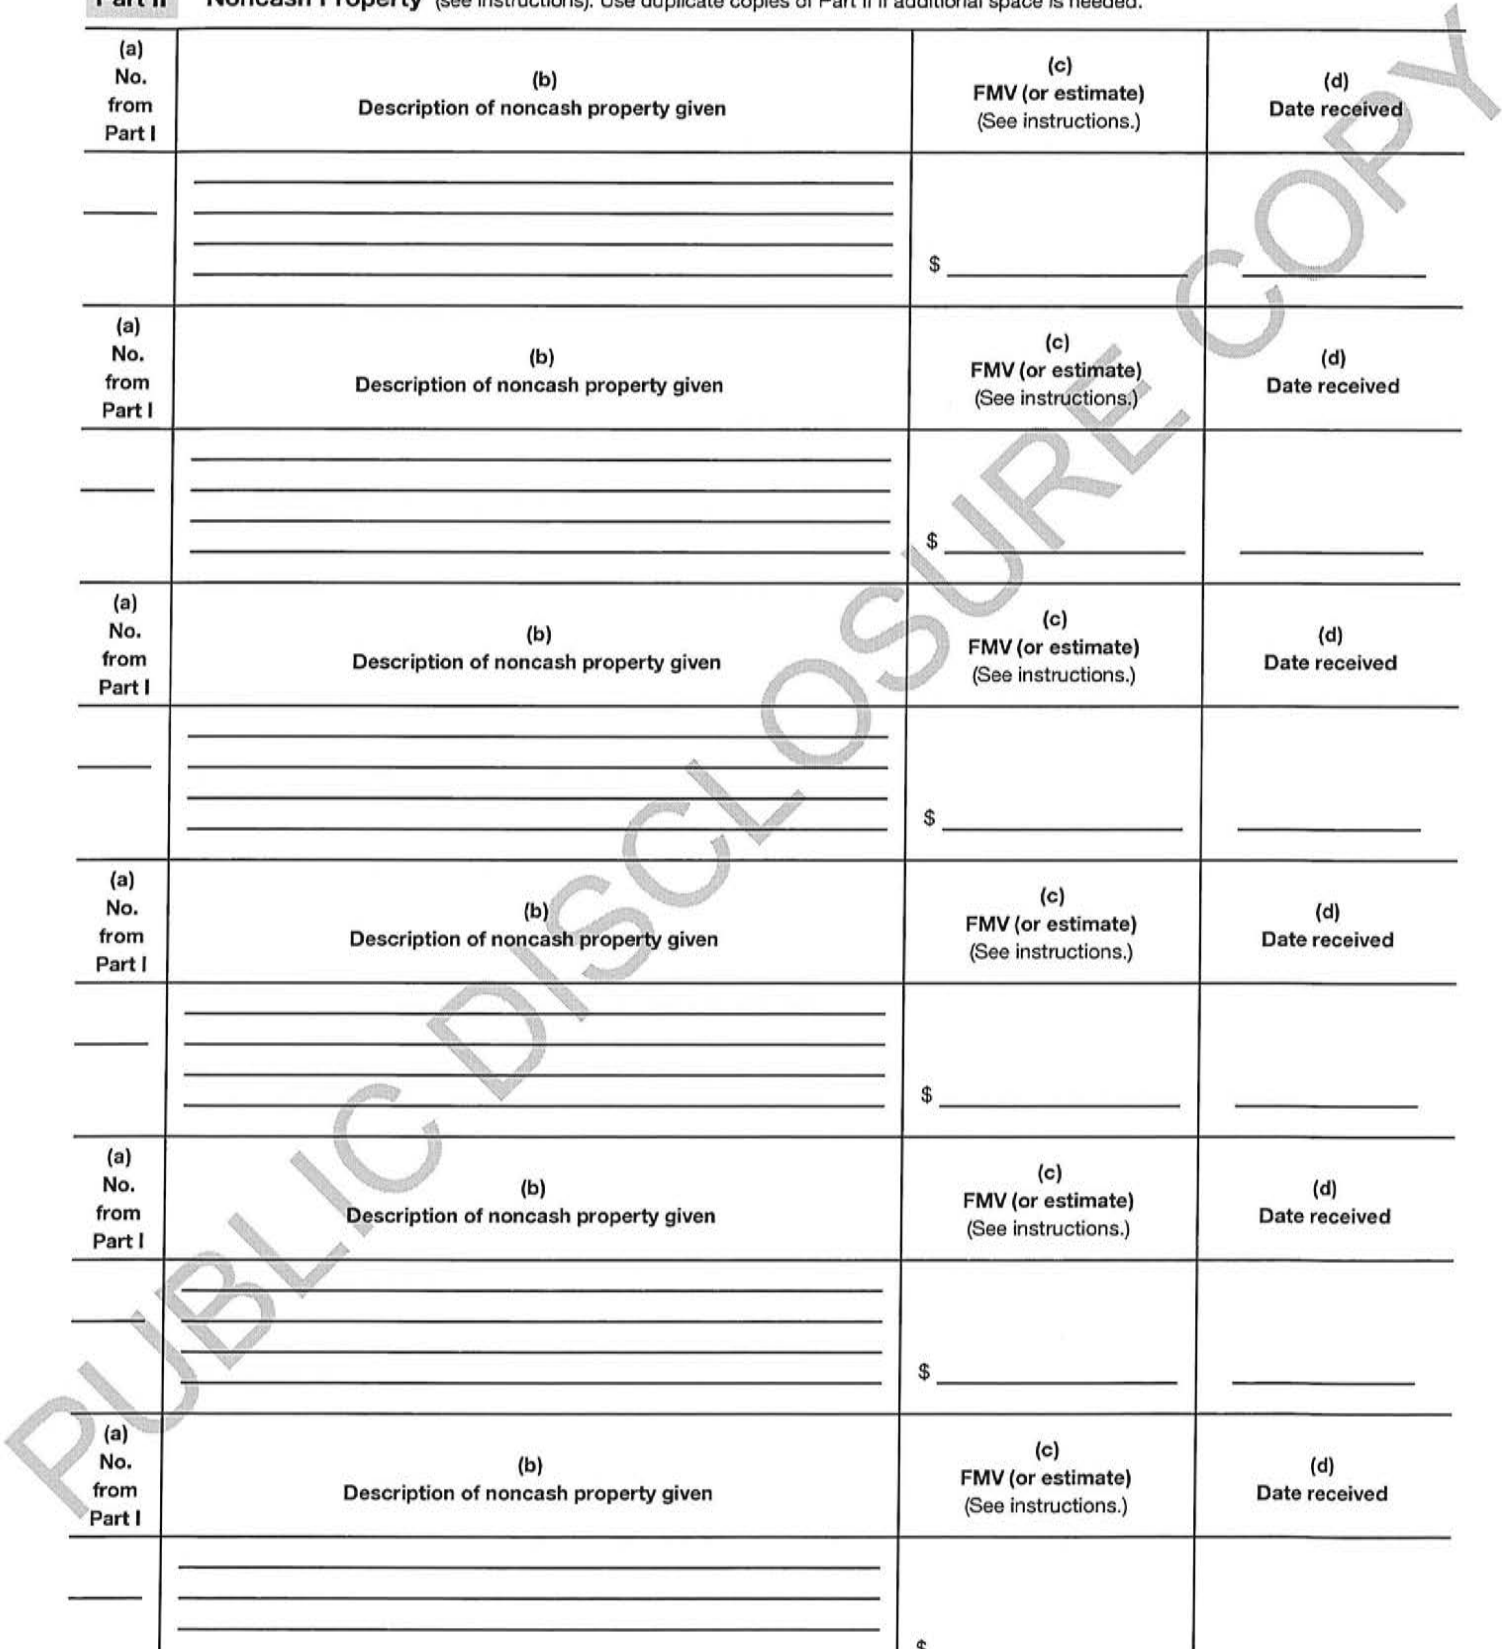 Part II Noncash Property (see instructions). Use duplicate copies of Part II if additional space is needed.
(a) No. from Part I (b) Description of noncash property given (c) FMV (or estimate) (See instructions.) (d) Date received
$
(a) No. from Part I (b) Description of noncash property given (c) FMV (or estimate) (See instructions.) (d) Date received
$
(a) No. from Part I (b) Description of noncash property given (c) FMV (or estimate) (See instructions.) (d) Date received
$
(a) No. from Part I (b) Description of noncash property given (c) FMV (or estimate) (See instructions.) (d) Date received
$
(a) No. from Part I (b) Description of noncash property given (c) FMV (or estimate) (See instructions.) (d) Date received
$
(a) No. from Part I (b) Description of noncash property given (c) FMV (or estimate) (See instructions.) (d) Date received
$
PUBLIC DISCLOSURE COPY